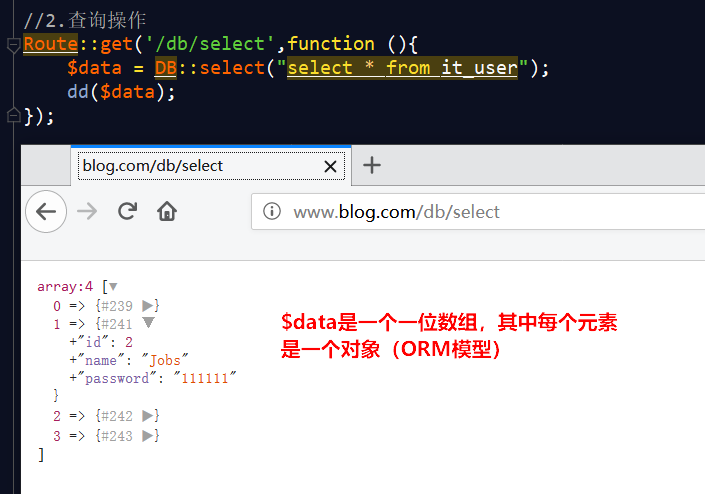 //2.查询操作
Route::get('/db/select',function (){
$data = DB::select("select * from it_user");
dd($data);
});
blog.com/db/select
www.blog.com/db/select
array:4 [▼
0 => {#239 ▶}
1 => {#241 ▼
+"id": 2
+"name": "Jobs"
+"password": "111111"
}
2 => {#242 ▶}
3 => {#243 ▶}
]
$data是一个一位数组，其中每个元素
是一个对象（ORM模型）